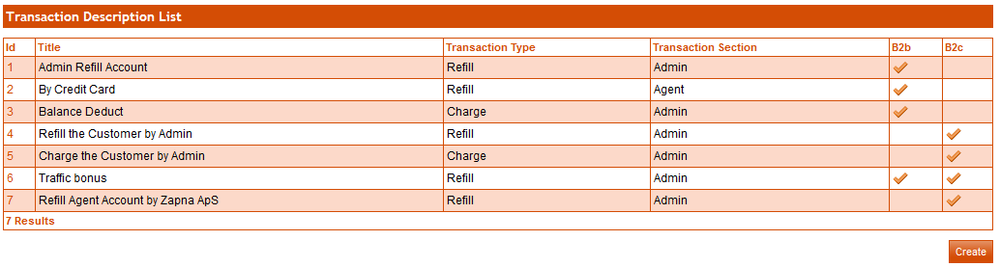 Transaction Description List
Id Title Transaction Type Transaction Section B2b B2c
1 Admin Refill Account Refill Admin
2 By Credit Card Refill Agent
3 Balance Deduct Charge Admin
4 Refill the Customer by Admin Refill Admin
5 Charge the Customer by Admin Charge Admin
6 Traffic bonus Refill Admin
7 Refill Agent Account by Zapna ApS Refill Admin
7 Results
Create